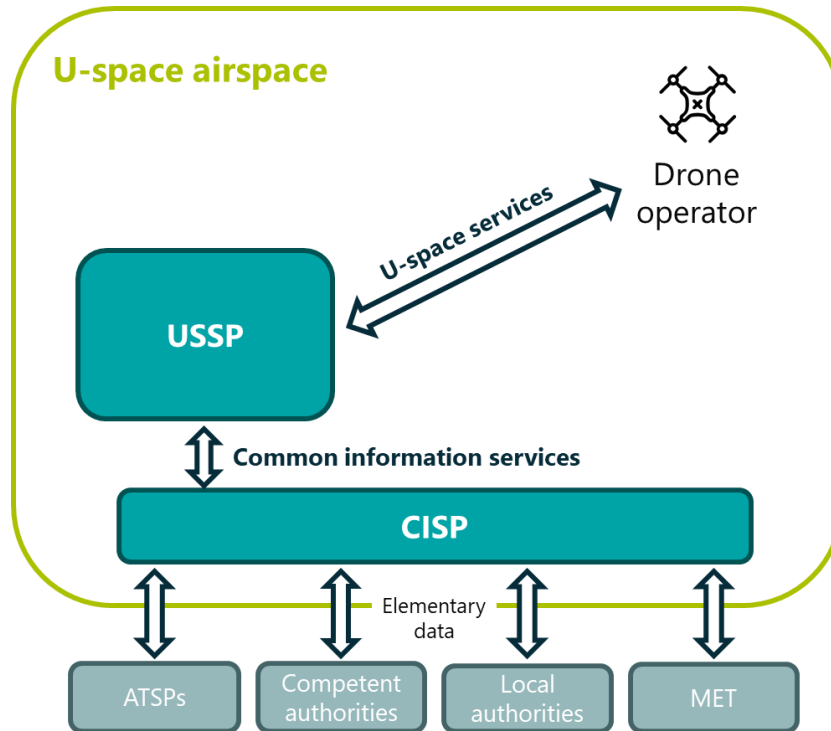 U-space airspace
Drone
operator
U-space services
USSP
Common information services
CISP
Elementary
data
ATSPs
Competent
authorities
Local
authorities
MET